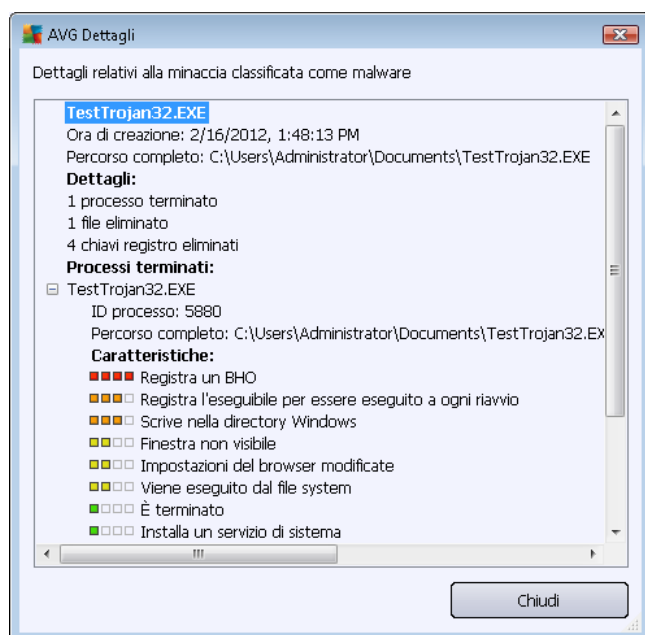 AVG Dettagli
Dettagli relativi alla minaccia classificata come malware
TestTrojan32.EXE
Ora di creazione: 2/16/2012, 1:48:13 PM
Percorso completo: C:\Users\Administrator\Documents\TestTrojan32.EXE
Dettagli:
1 processo terminato
1 file eliminato
4 chiavi registro eliminati
Processi terminati:
TestTrojan32.EXE
ID processo: 5880
Percorso completo: C:\Users\Administrator\Documents\TestTrojan32.EX
Caratteristiche:
Registra un BHO
Registra l'eseguibile per essere eseguito a ogni riavvio
Scrive nella directory Windows
Finestra non visibile
Impostazioni del browser modificate
Viene eseguito dal file system
È terminato
Installa un servizio di sistema
Chiudi